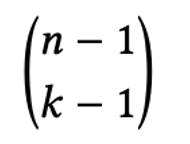 (n − 1
k − 1)